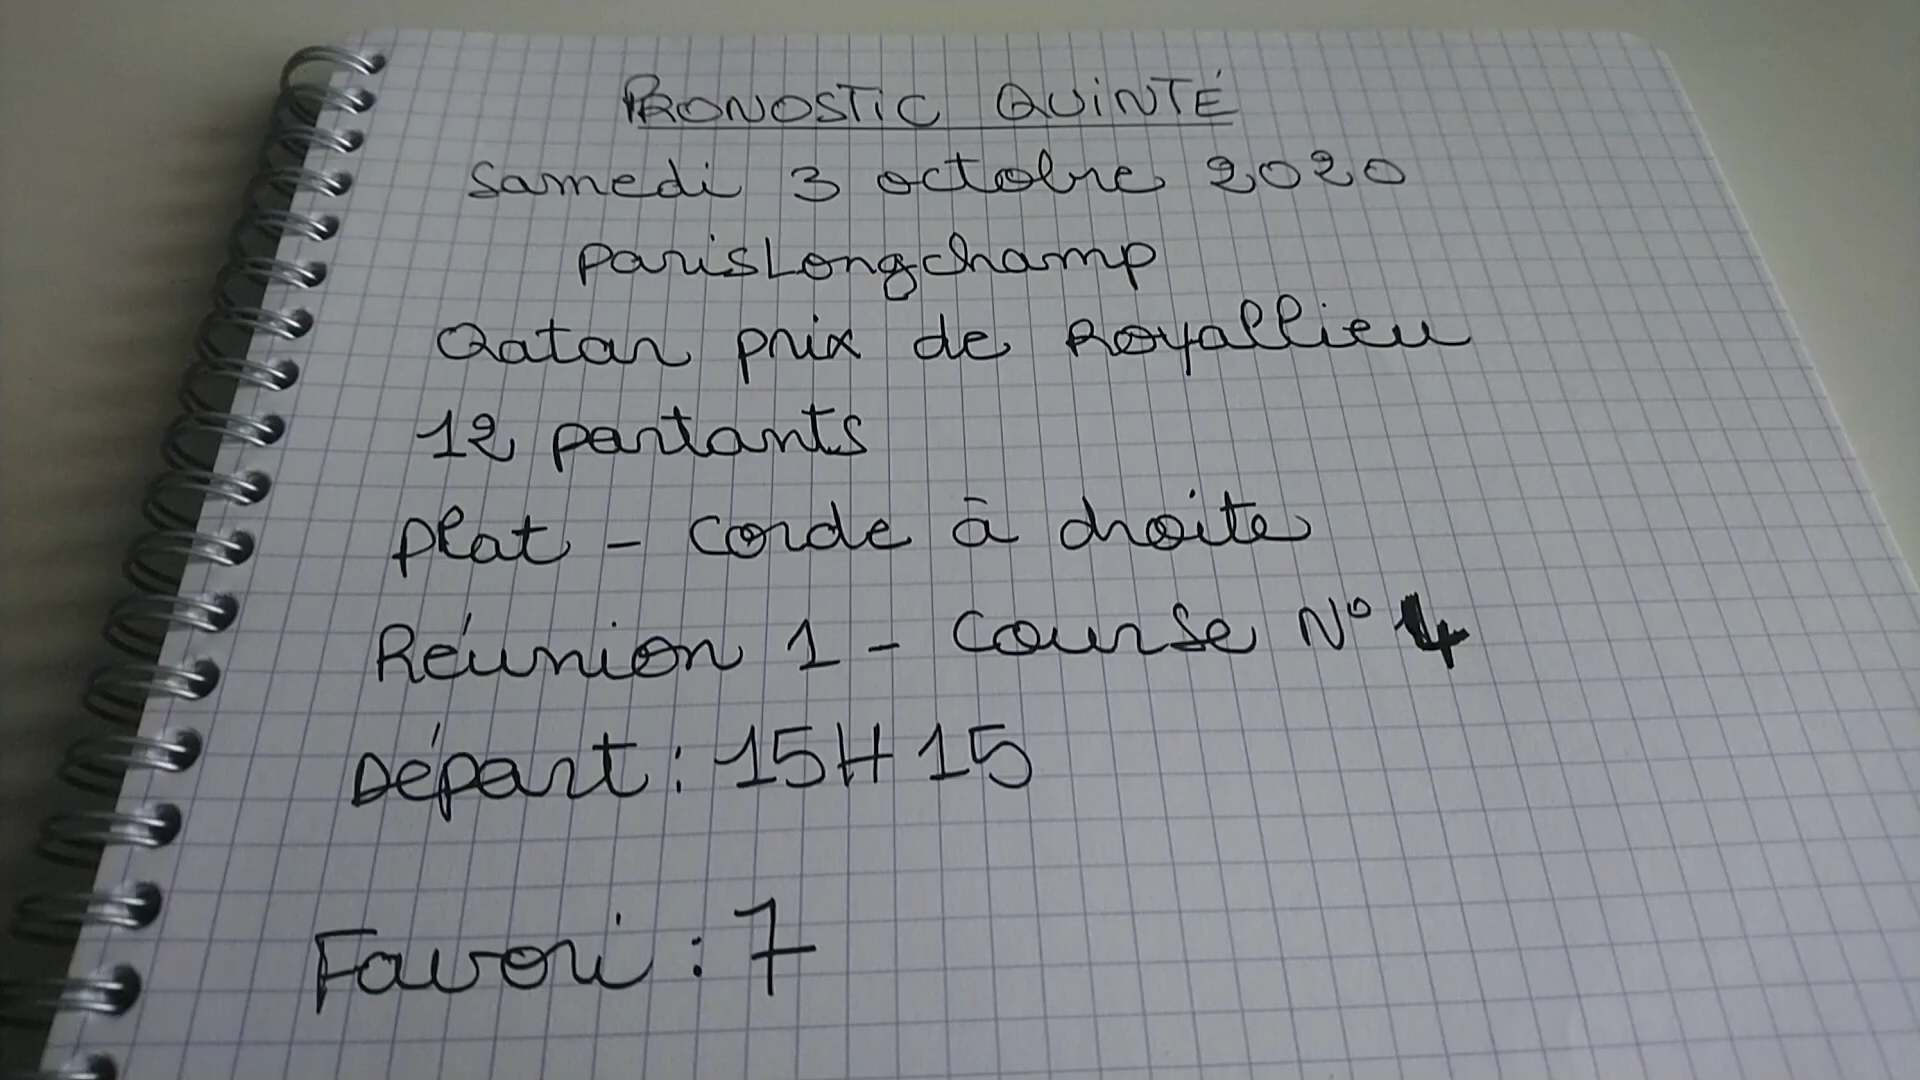 PRONOSTIC QUINTÉ
Samedi 3 octobre 2020
ParisLongchamp
Qatar prix de Royallieu
12 partants
Plat - corde à droite
Réunion 1 - Course N° 4
Départ : 15H15
Favori : 7